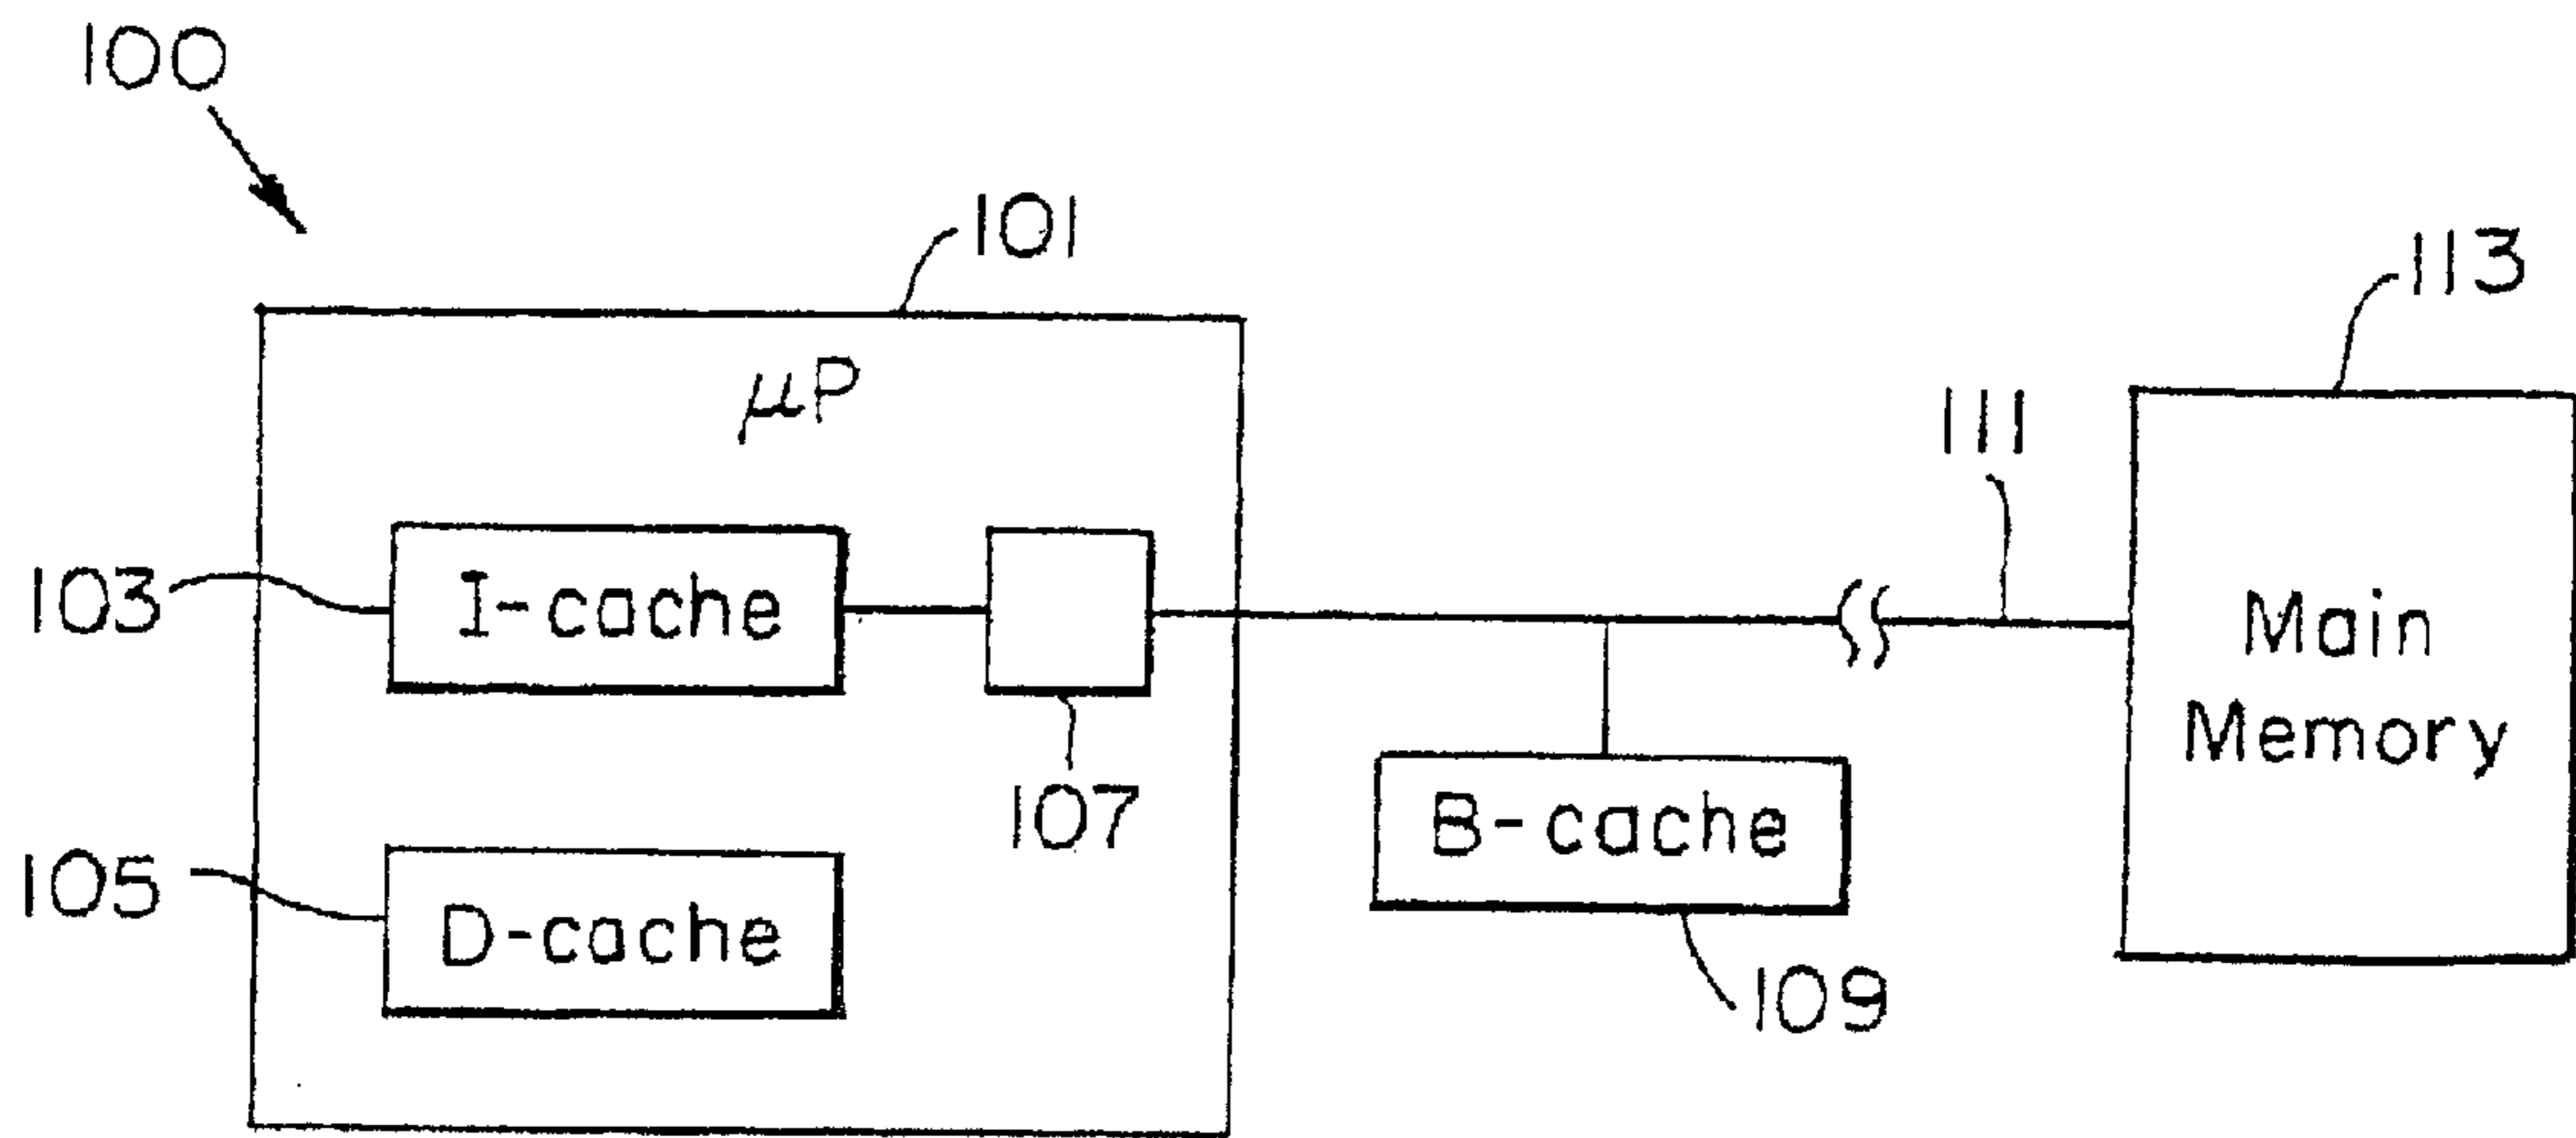 100
101
113
μP
111
103
I-cache
Main
Memory
107
B-cache
105
D-cache
109